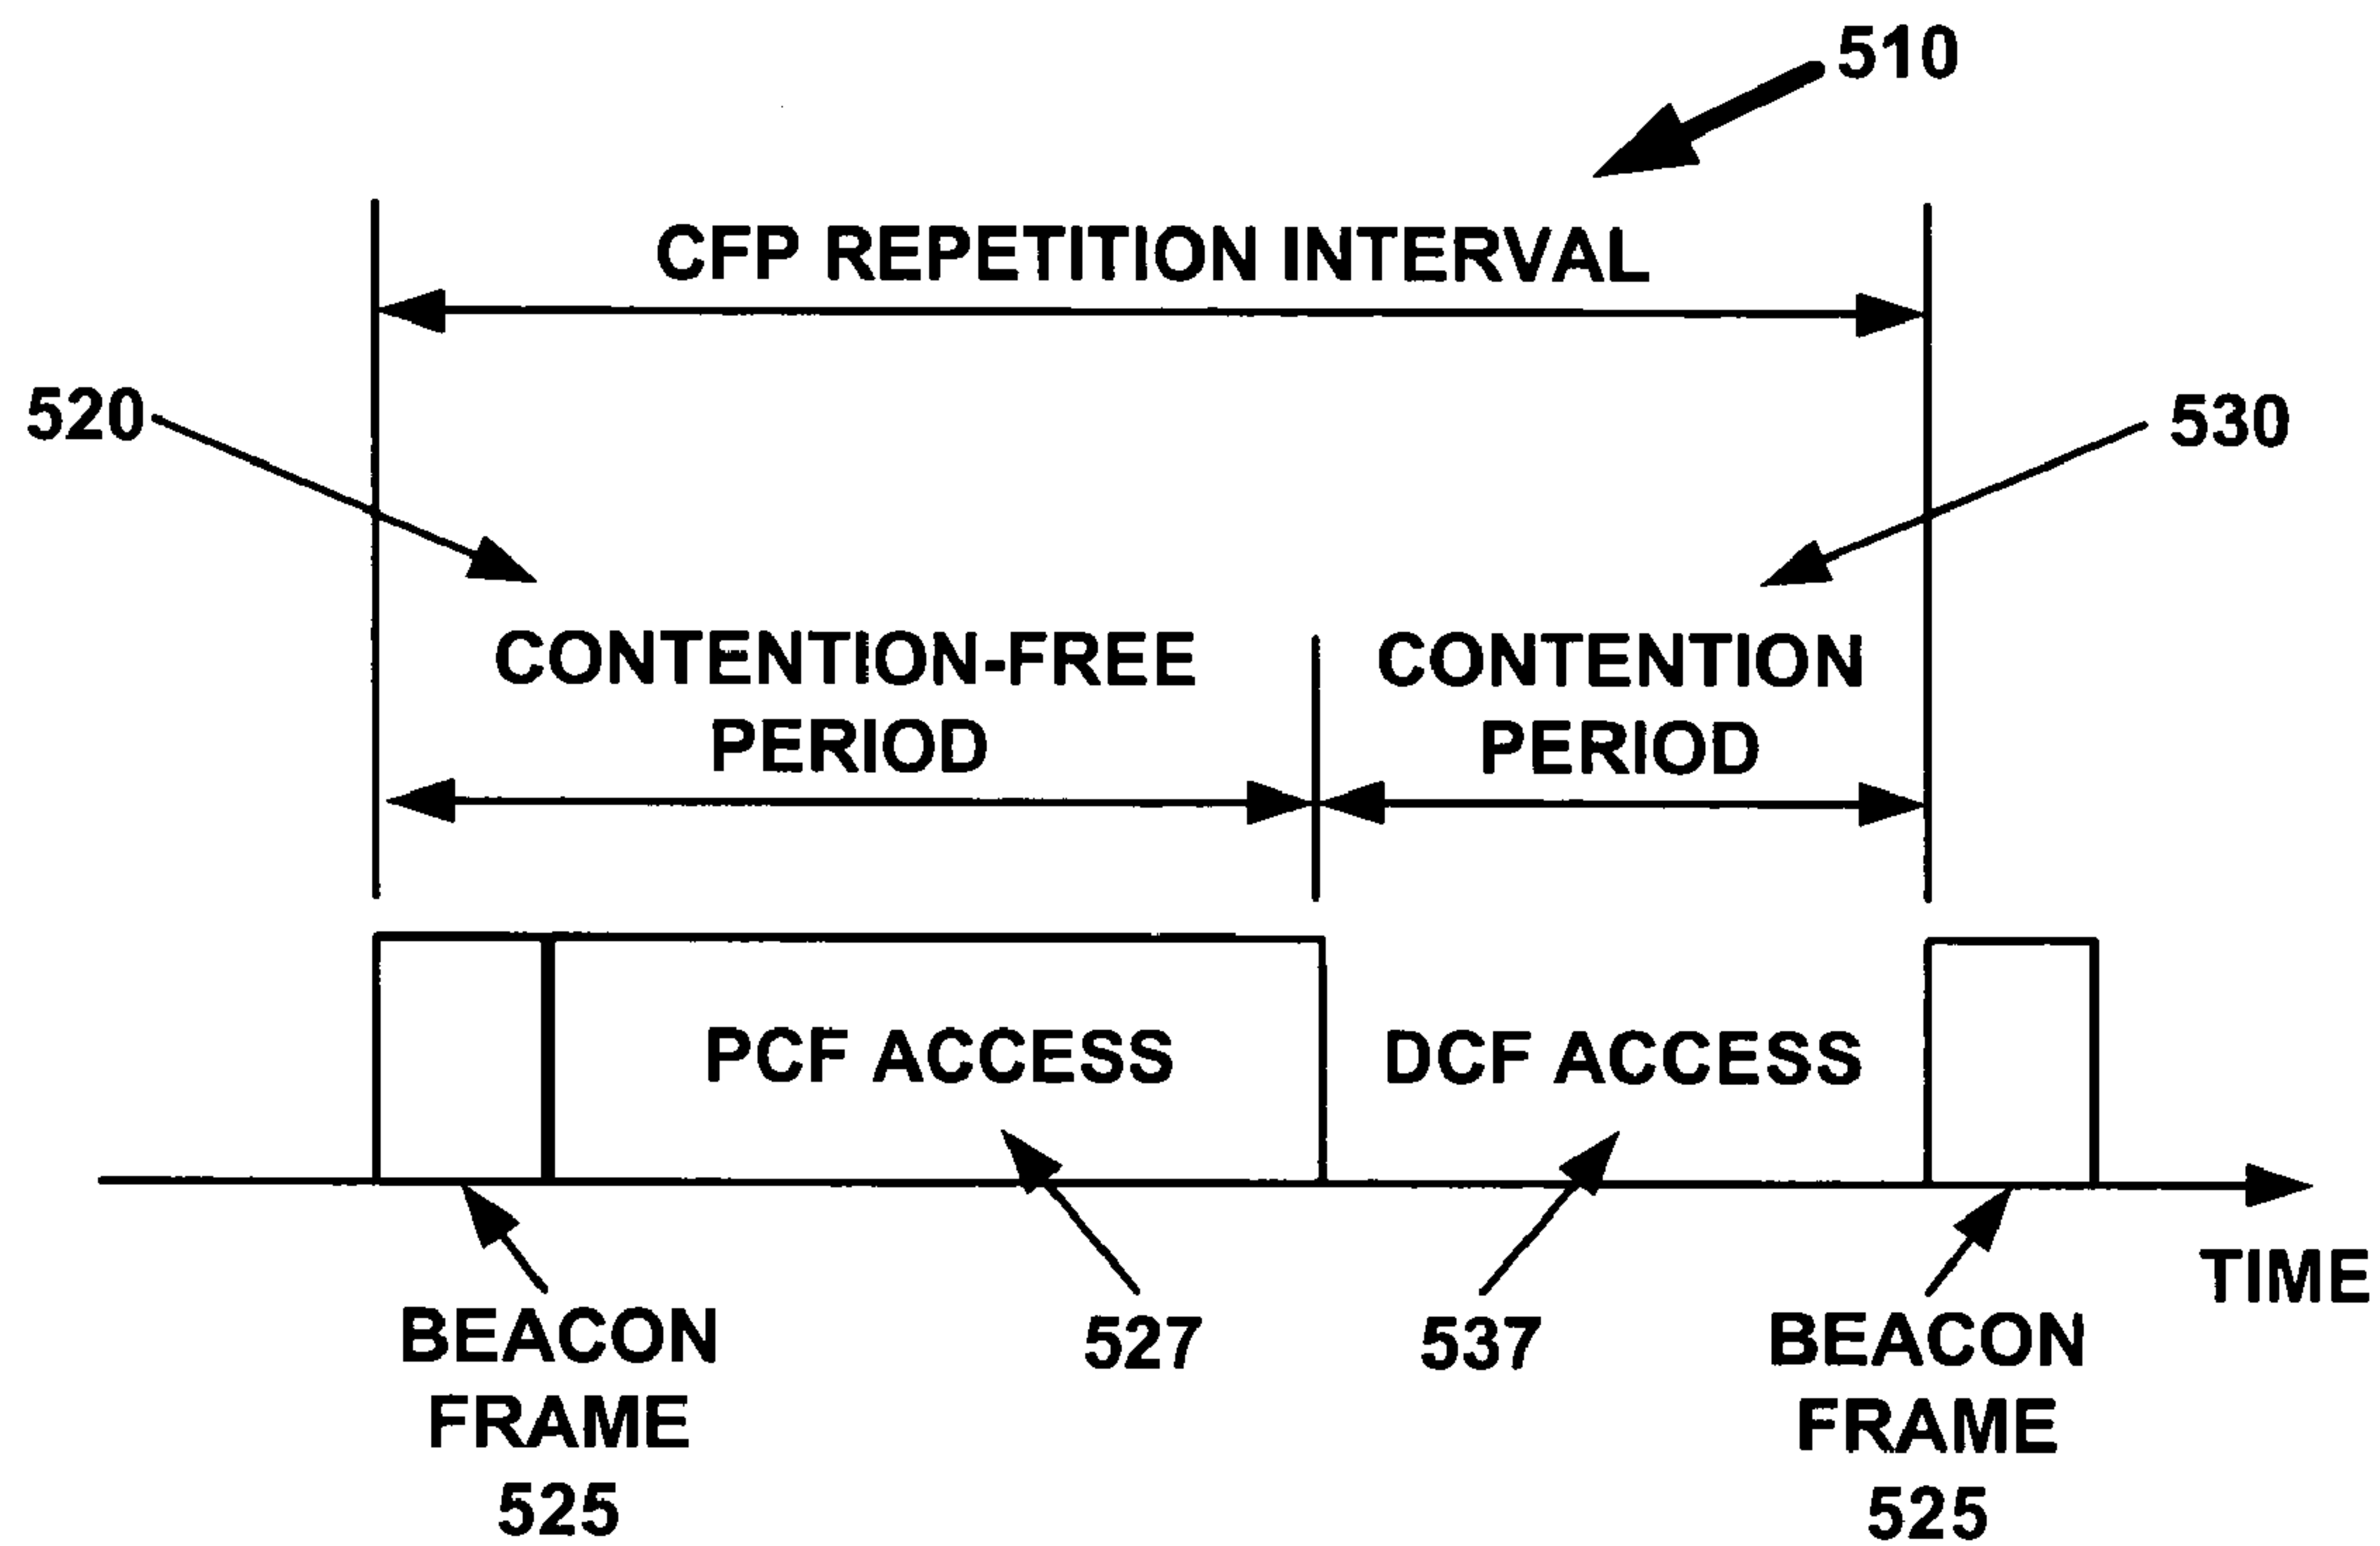 510
CFP REPETITION INTERVAL
520
530
CONTENTION-FREE
PERIOD
CONTENTION
PERIOD
PCF ACCESS
DCF ACCESS
TIME
BEACON
FRAME
525
527
537
BEACON
FRAME
525